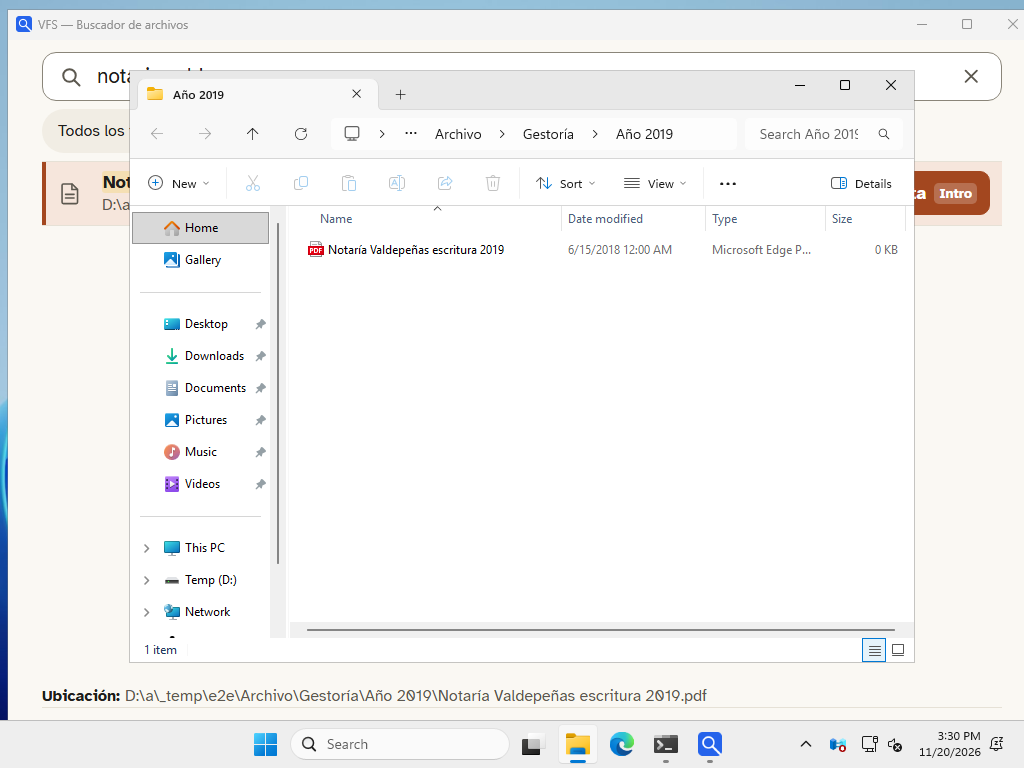 VFS — Buscador de archivos
Año 2019
Archivo
Gestoría
Año 2019
Search Año 2019
Todos los
New
Sort
View
Details
D:\a
Intro
Home
Gallery
Desktop
Downloads
Documents
Pictures
Music
Videos
This PC
Temp (D:)
Network
Name
Date modified
Type
Size
Notaría Valdepeñas escritura 2019
6/15/2018 12:00 AM
Microsoft Edge P...
0 KB
1 item
Ubicación: D:\a\_temp\e2e\Archivo\Gestoría\Año 2019\Notaría Valdepeñas escritura 2019.pdf
Search
3:30 PM
11/20/2026